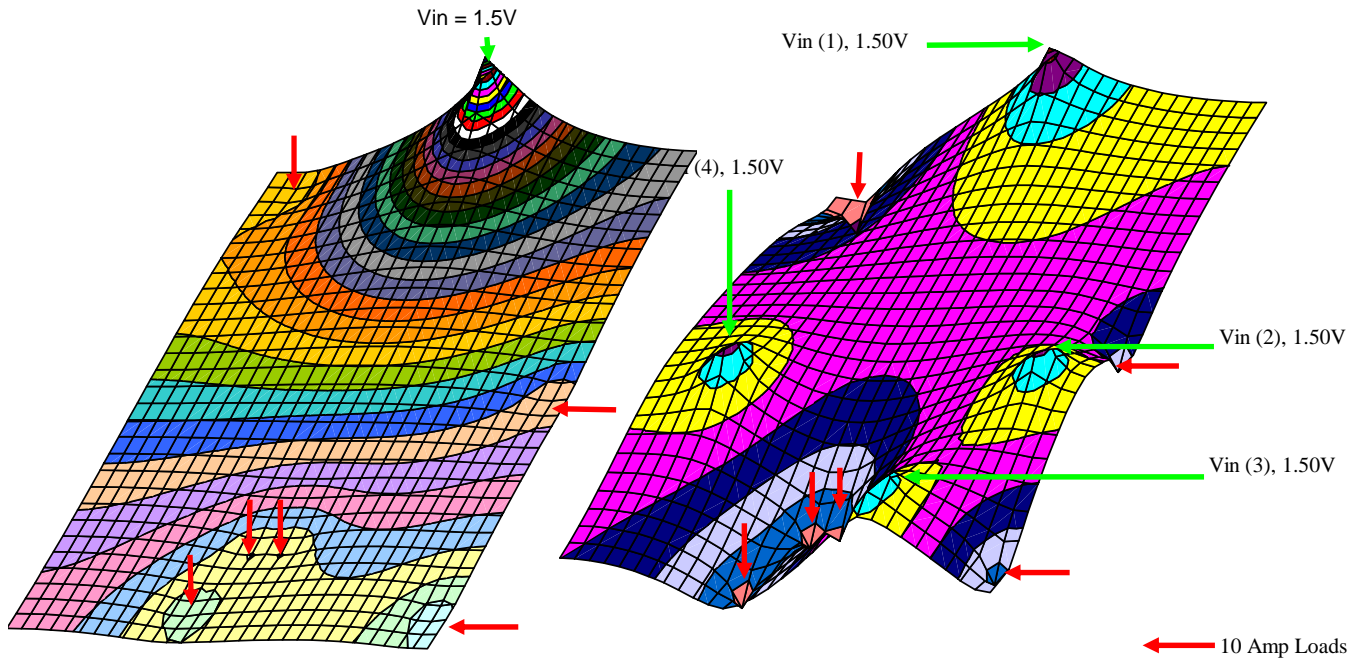 Vin = 1.5V
Vin (1), 1.50V
(4), 1.50V
Vin (2), 1.50V
Vin (3), 1.50V
10 Amp Loads